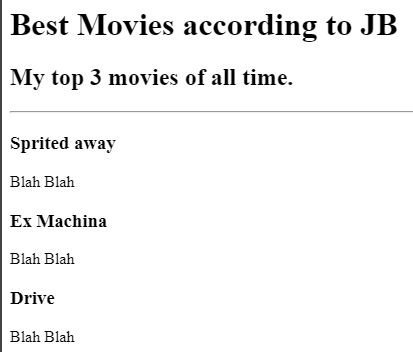 Best Movies according to JB
My top 3 movies of all time.
Sprited away
Blah Blah
Ex Machina
Blah Blah
Drive
Blah Blah